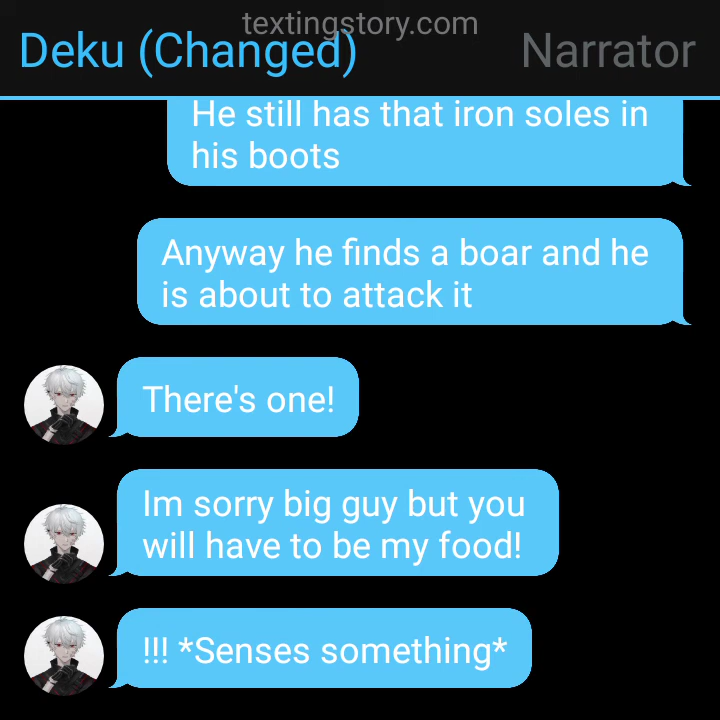 textingstory.com
Deku (Changed)
Narrator
He still has that iron soles in
his boots
Anyway he finds a boar and he
is about to attack it
There's one!
Im sorry big guy but you
will have to be my food!
!!! *Senses something*